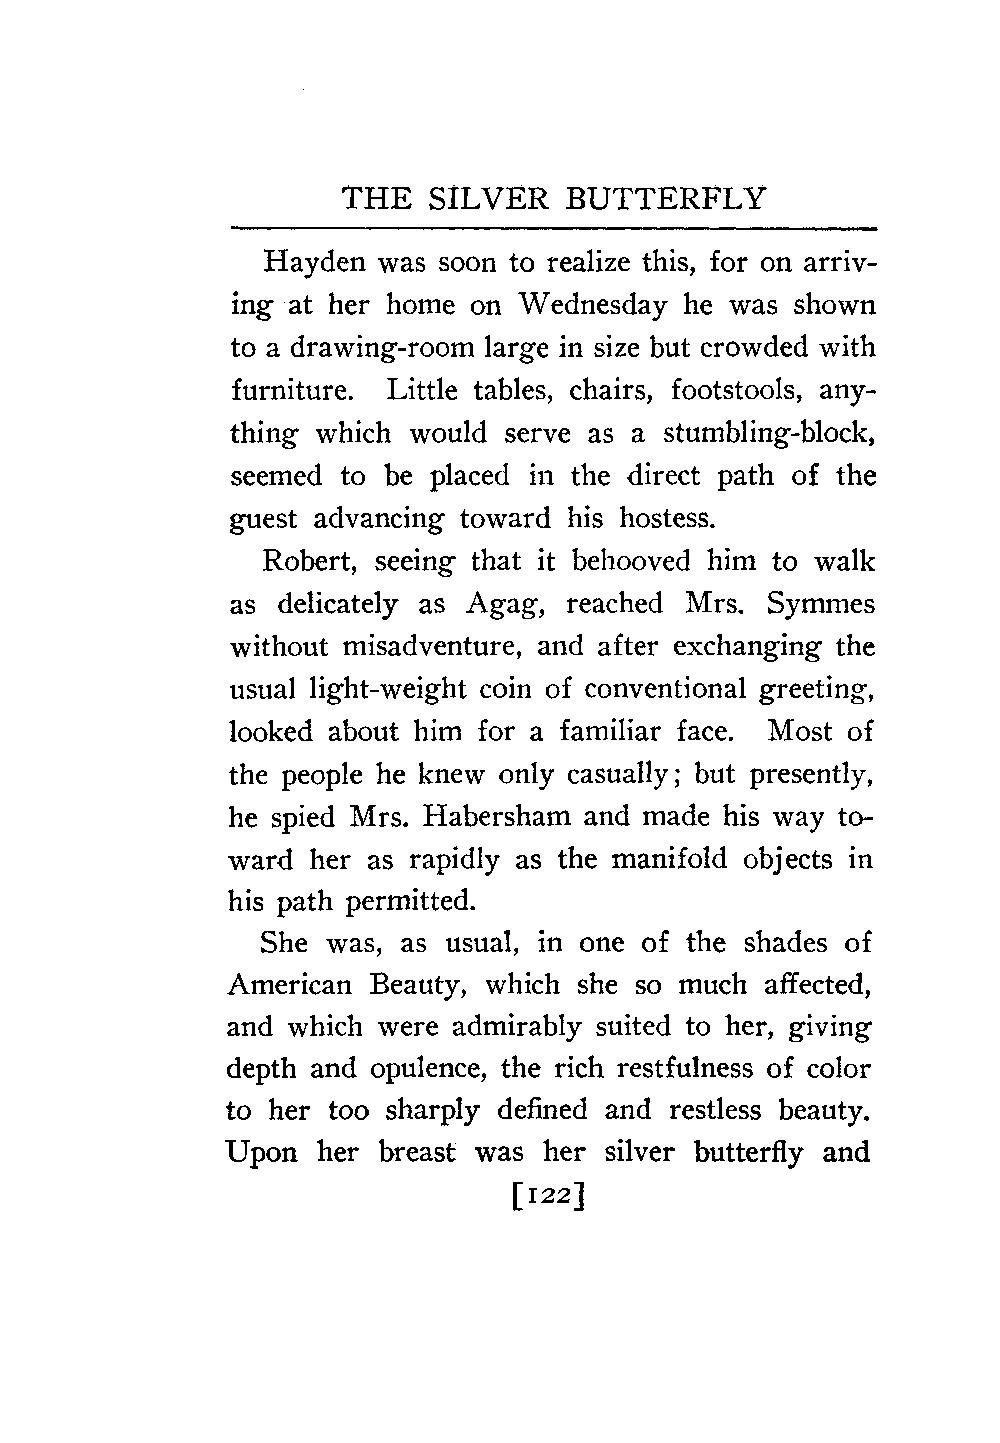 THE SILVER BUTTERFLY
Hayden was soon to realize this, for on arriv-
ing at her home on Wednesday he was shown
to a drawing-room large in size but crowded with
furniture. Little tables, chairs, footstools, any-
thing which would serve as a stumbling-block,
seemed to be placed in the direct path of the
guest advancing toward his hostess.
Robert, seeing that it behooved him to walk
as delicately as Agag, reached Mrs. Symmes
without misadventure, and after exchanging the
usual light-weight coin of conventional greeting,
looked about him for a familiar face. Most of
the people he knew only casually; but presently,
he spied Mrs. Habersham and made his way to-
ward her as rapidly as the manifold objects in
his path permitted.
She was, as usual, in one of the shades of
American Beauty, which she so much affected,
and which were admirably suited to her, giving
depth and opulence, the rich restfulness of color
to her too sharply defined and restless beauty.
Upon her breast was her silver butterfly and
[122]